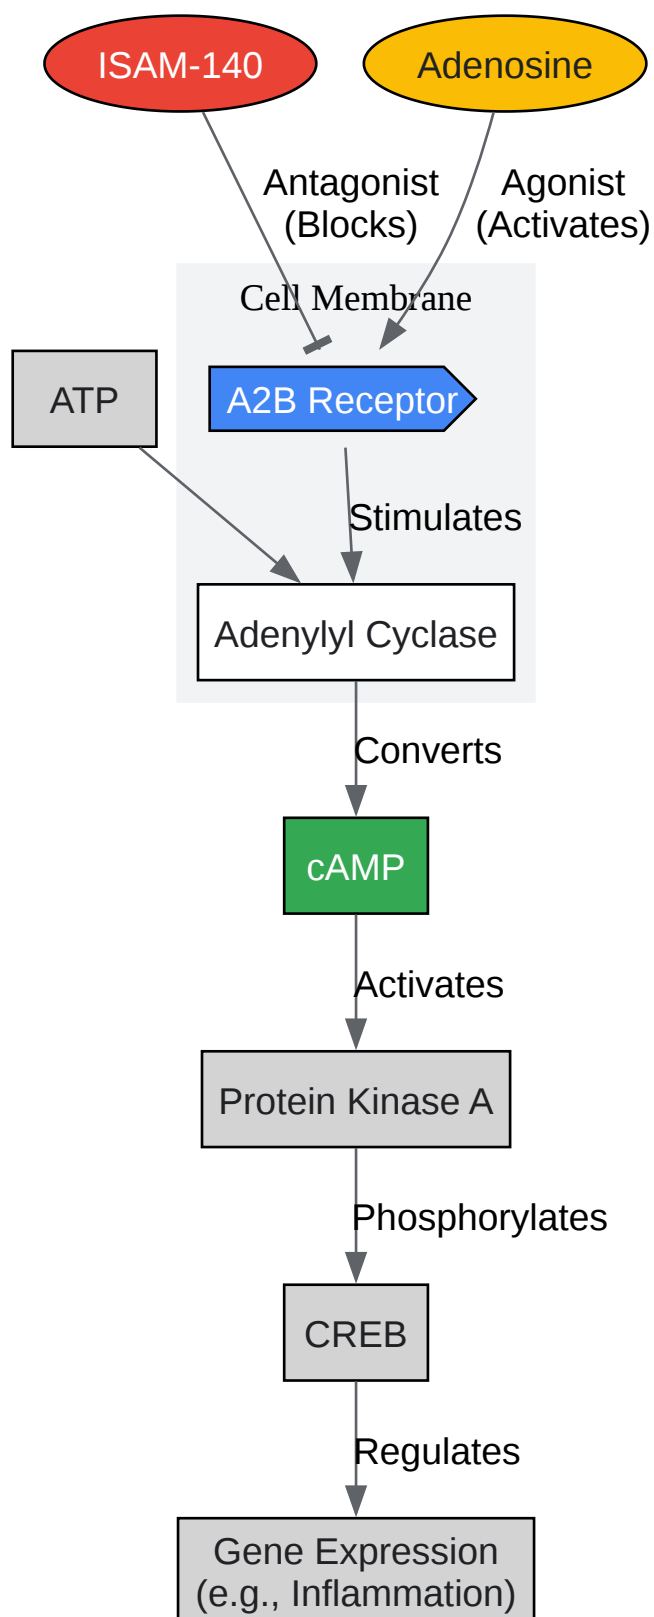 ISAM-140
Adenosine
Antagonist
(Blocks)
Agonist
(Activates)
Cell Membrane
ATP
A2B Receptor
Stimulates
Adenylyl Cyclase
Converts
cAMP
Activates
Protein Kinase A
Phosphorylates
CREB
Regulates
Gene Expression
(e.g., Inflammation)